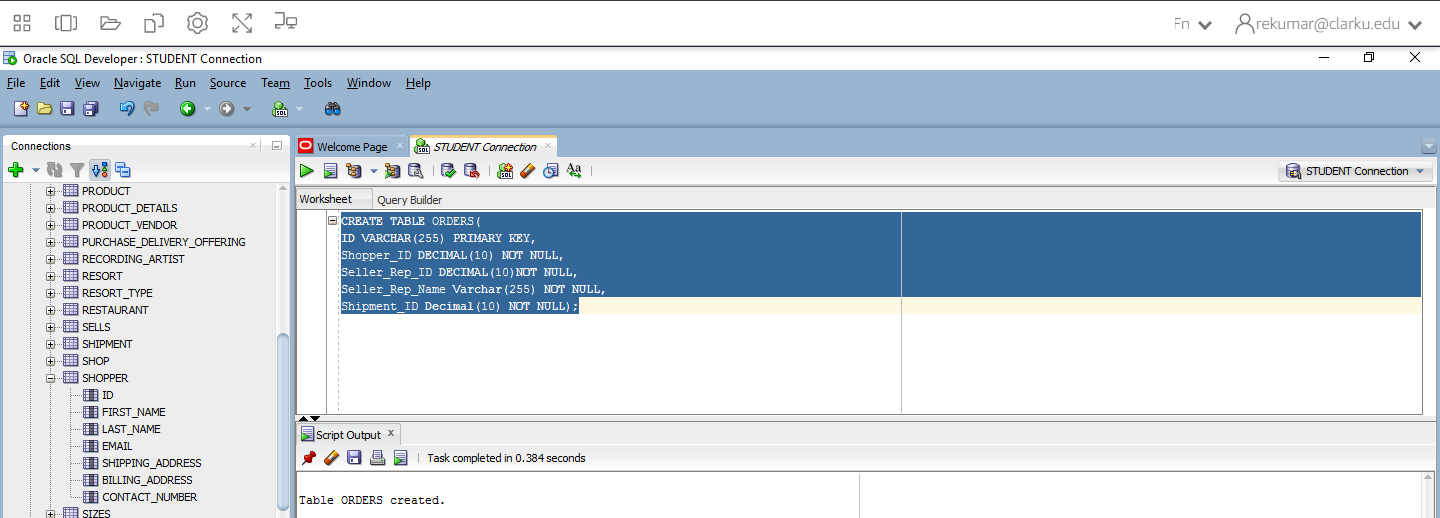 Fn rekumar@clarku.edu
Oracle SQL Developer : STUDENT Connection
File Edit View Navigate Run Source Team Tools Window Help
SQL
Connections
PRODUCT
PRODUCT_DETAILS
PRODUCT_VENDOR
PURCHASE_DELIVERY_OFFERING
RECORDING_ARTIST
RESORT
RESORT_TYPE
RESTAURANT
SELLS
SHIPMENT
SHOP
SHOPPER
ID
FIRST_NAME
LAST_NAME
EMAIL
SHIPPING_ADDRESS
BILLING_ADDRESS
CONTACT_NUMBER
SIZES
Welcome Page x STUDENT Connection x
STUDENT Connection
Worksheet Query Builder
CREATE TABLE ORDERS(
ID VARCHAR(255) PRIMARY KEY,
Shopper_ID DECIMAL(10) NOT NULL,
Seller_Rep_ID DECIMAL(10)NOT NULL,
Seller_Rep_Name Varchar(255) NOT NULL,
Shipment_ID Decimal(10) NOT NULL);
Script Output x
Task completed in 0.384 seconds
Table ORDERS created.